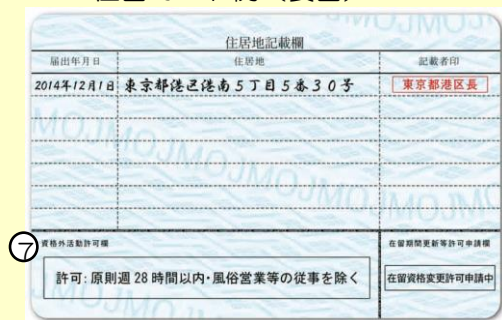 住居地記載欄
届出年月日 住居地 記載者印
2014年12月1日 東京都港区港南5丁目5番30号 東京都港区長
MOJMOJMOJMOJMO
⑦ 資格外活動許可欄 在留期間更新等許可申請欄
許可:原則週28時間以内・風俗営業等の従事を除く 在留資格変更許可申請中